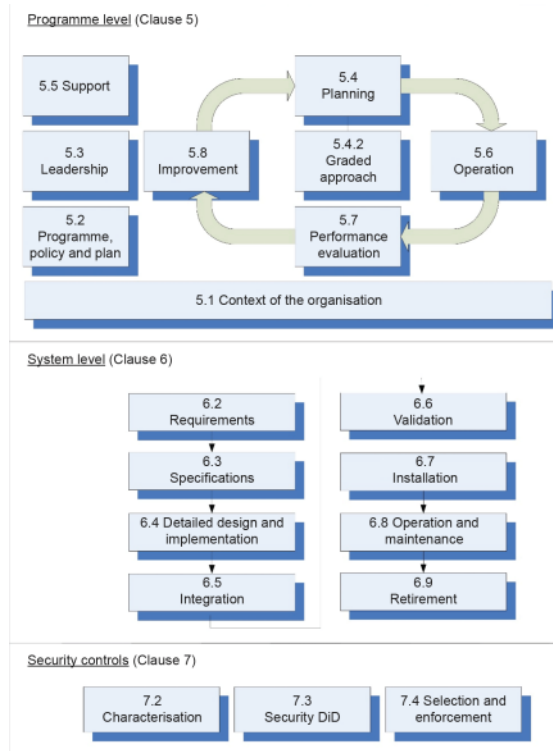 Programme level (Clause 5)
5.5 Support
5.4
Planning
5.3
Leadership
5.8
Improvement
5.4.2
Graded
approach
5.6
Operation
5.2
Programme,
policy and plan
5.7
Performance
evaluation
5.1 Context of the organisation
System level (Clause 6)
6.2
Requirements
6.3
Specifications
6.4 Detailed design and
implementation
6.5
Integration
6.6
Validation
6.7
Installation
6.8 Operation and
maintenance
6.9
Retirement
Security controls (Clause 7)
7.2
Characterisation
7.3
Security DiD
7.4 Selection and
enforcement